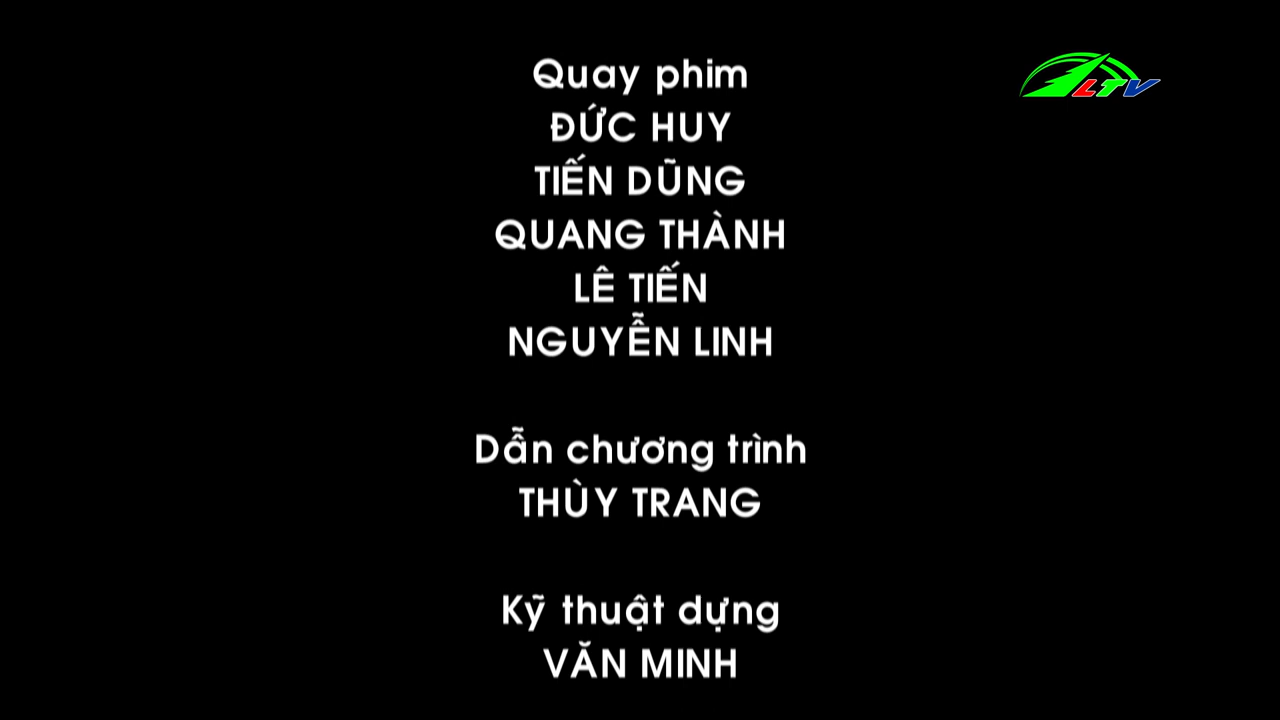 Quay phim
ĐỨC HUY
TIẾN DŨNG
QUANG THÀNH
LÊ TIẾN
NGUYỄN LINH
Dẫn chương trình
THÙY TRANG
Kỹ thuật dựng
VĂN MINH
LTV